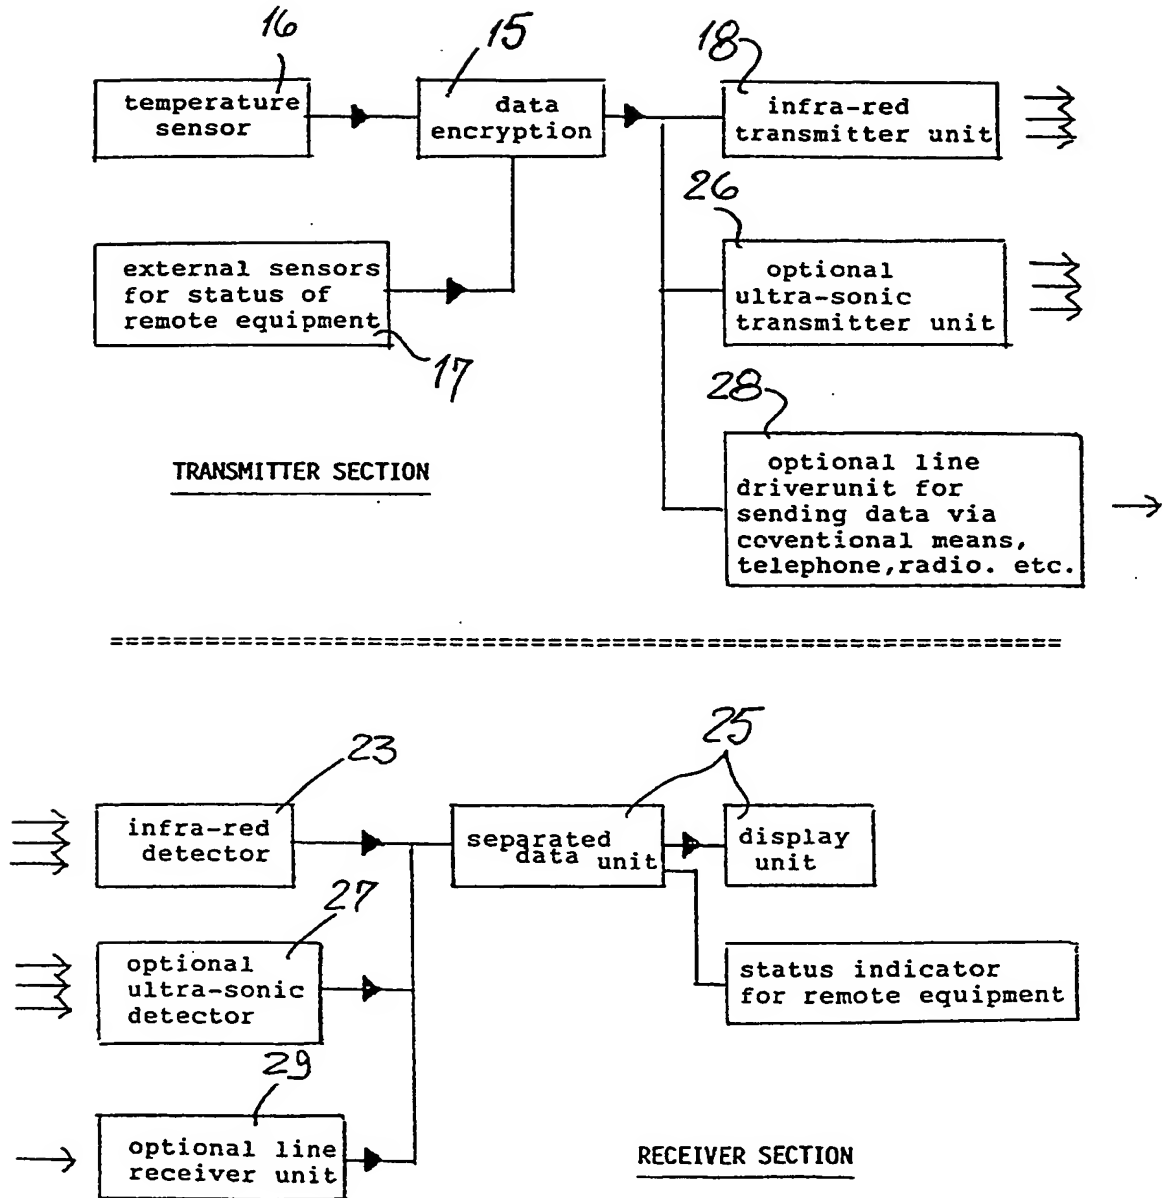 16
15
18
temperature
sensor
data
encryption
infra-red
transmitter unit
26
external sensors
for status of
remote equipment
optional
ultra-sonic
transmitter unit
17
28
TRANSMITTER SECTION
optional line
driverunit for
sending data via
coventional means,
telephone,radio. etc.
========================================================
23
25
infra-red
detector
separated
data unit
display
unit
27
optional
ultra-sonic
detector
status indicator
for remote equipment
29
optional line
receiver unit
RECEIVER SECTION